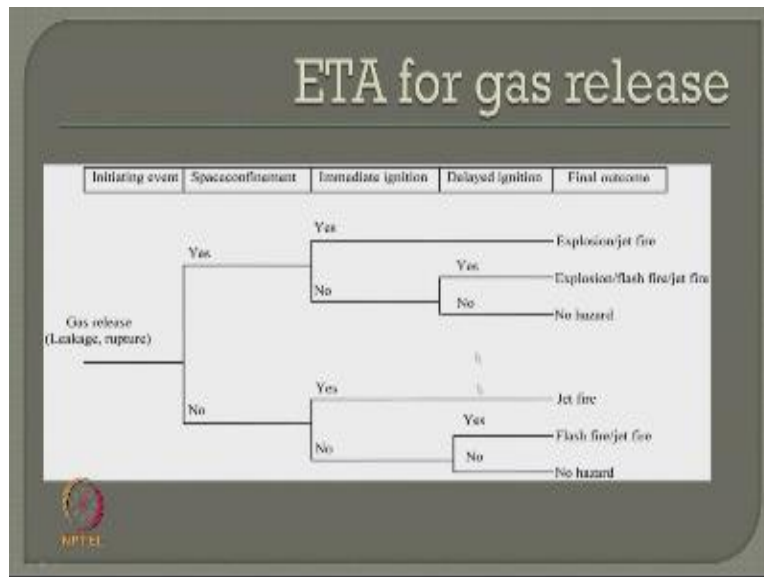 ETA for gas release
Initiating event Spaceconfinement Immediate ignition Delayed ignition Final outcome
Yes
Yes
Explosion/jet fire
Yes
No
Explosion/flash fire/jet fire
No
No hazard
Gas release
(Leakage, rupture)
Yes
Jet fire
No
Yes
Flash fire/jet fire
No
No
No hazard
NPTEL